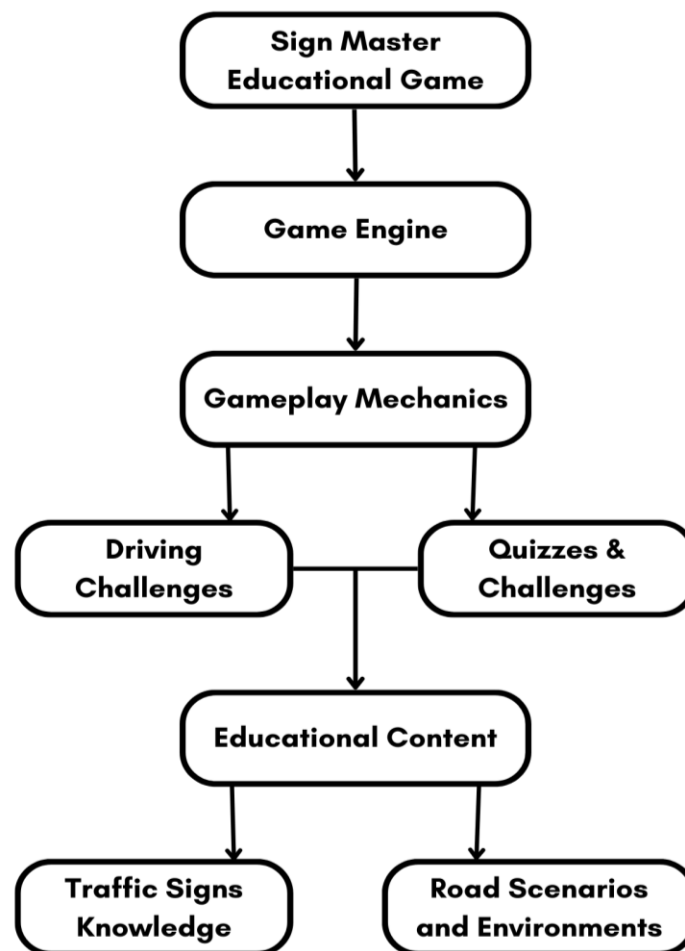 Sign Master
Educational Game
Game Engine
Gameplay Mechanics
Driving
Challenges
Quizzes &
Challenges
Educational Content
Traffic Signs
Knowledge
Road Scenarios
and Environments